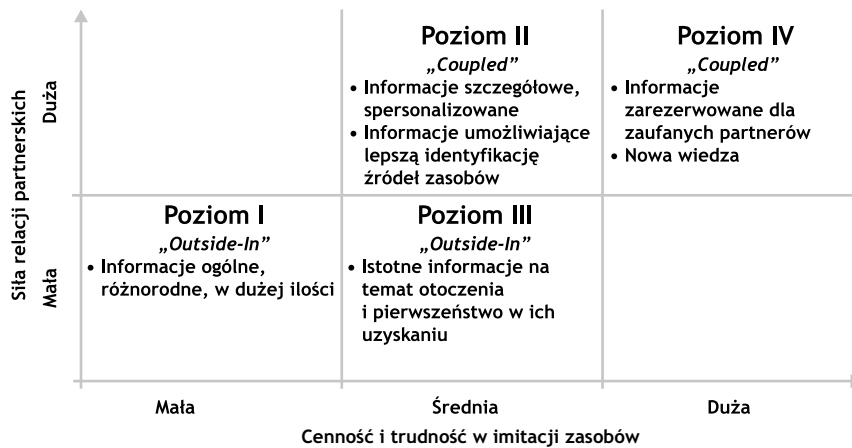 Siła relacji partnerskich
Duża
Mała
Poziom II
„Coupled”
• Informacje szczegółowe,
spersonalizowane
• Informacje umożliwiające
lepszą identyfikację
źródeł zasobów
Poziom IV
„Coupled”
• Informacje
zarezerwowane dla
zaufanych partnerów
• Nowa wiedza
Poziom I
„Outside-In”
• Informacje ogólne,
różnorodne, w dużej ilości
Poziom III
„Outside-In”
• Istotne informacje na
temat otoczenia
i pierwszeństwo w ich
uzyskaniu
Mała
Średnia
Duża
Cenność i trudność w imitacji zasobów